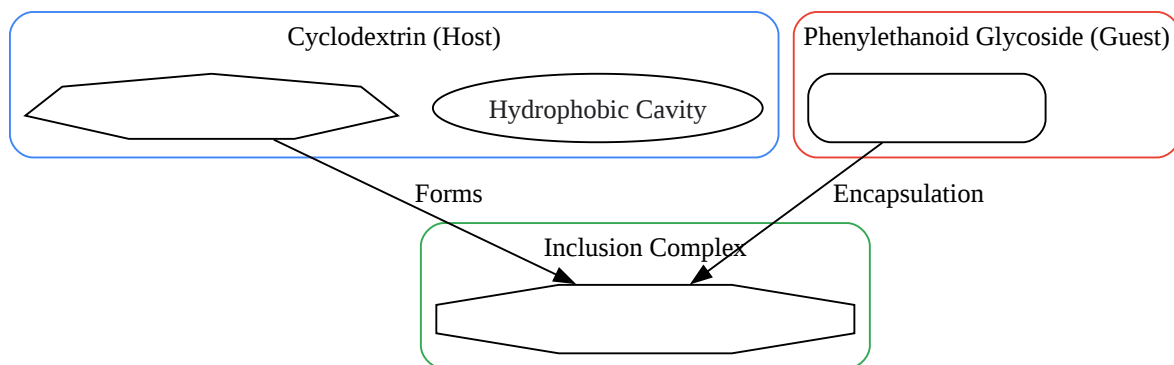 Cyclodextrin (Host)
Phenylethanoid Glycoside (Guest)
Hydrophobic Cavity
Forms
Encapsulation
Inclusion Complex